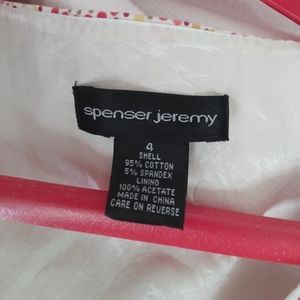 spenser jeremy
4
SHELL
95% COTTON
5% SPANDEX
LINING
100% ACETATE
MADE IN CHINA
CARE ON REVERSE